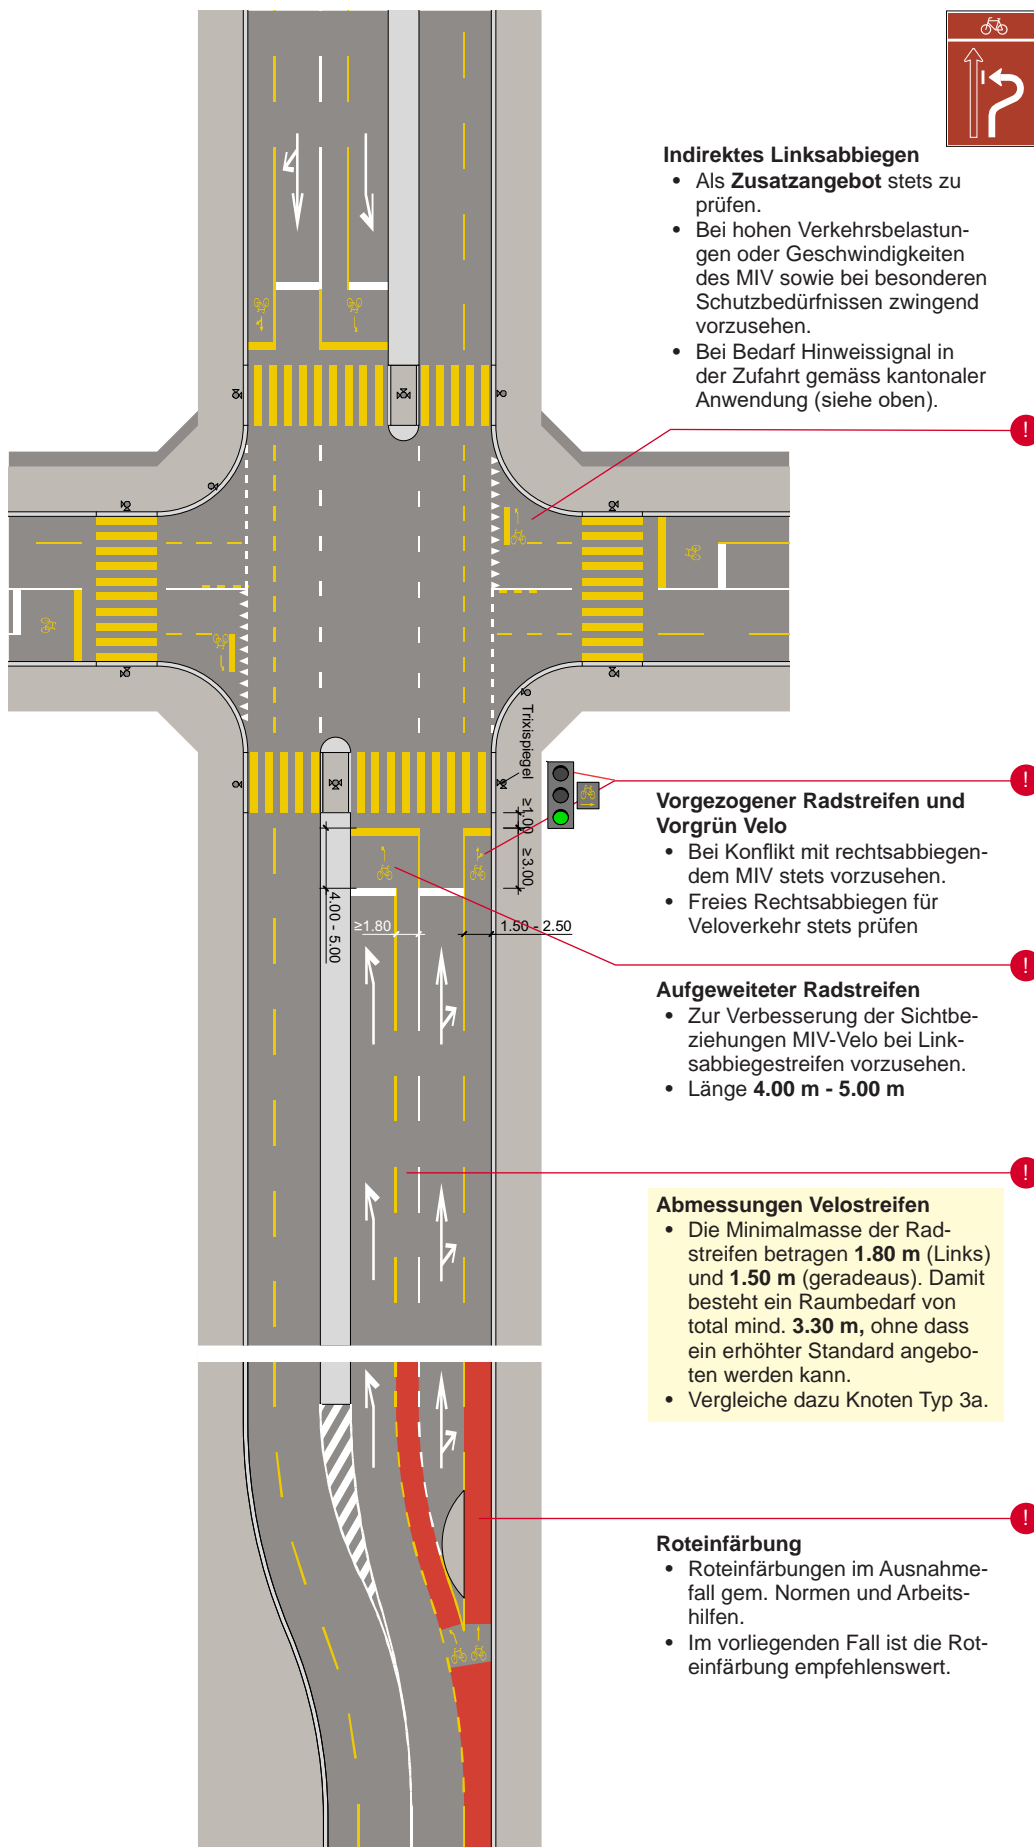 Indirektes Linksabbiegen
• Als Zusatzangebot stets zu
prüfen.
• Bei hohen Verkehrsbelastun-
gen oder Geschwindigkeiten
des MIV sowie bei besonderen
Schutzbedürfnissen zwingend
vorzusehen.
• Bei Bedarf Hinweissignal in
der Zufahrt gemäss kantonaler
Anwendung (siehe oben).
!
Trixispiegel
≥1.00
≥3.00
4.00 - 5.00
≥1.80
1.50 - 2.50
!
Vorgezogener Radstreifen und
Vorgrün Velo
• Bei Konflikt mit rechtsabbiegen-
dem MIV stets vorzusehen.
• Freies Rechtsabbiegen für
Veloverkehr stets prüfen
!
Aufgeweiteter Radstreifen
• Zur Verbesserung der Sichtbe-
ziehungen MIV-Velo bei Link-
sabbiegestreifen vorzusehen.
• Länge 4.00 m - 5.00 m
!
Abmessungen Velostreifen
• Die Minimalmasse der Rad-
streifen betragen 1.80 m (Links)
und 1.50 m (geradeaus). Damit
besteht ein Raumbedarf von
total mind. 3.30 m, ohne dass
ein erhöhter Standard angebo-
ten werden kann.
• Vergleiche dazu Knoten Typ 3a.
!
Roteinfärbung
• Roteinfärbungen im Ausnahme-
fall gem. Normen und Arbeits-
hilfen.
• Im vorliegenden Fall ist die Rot-
einfärbung empfehlenswert.